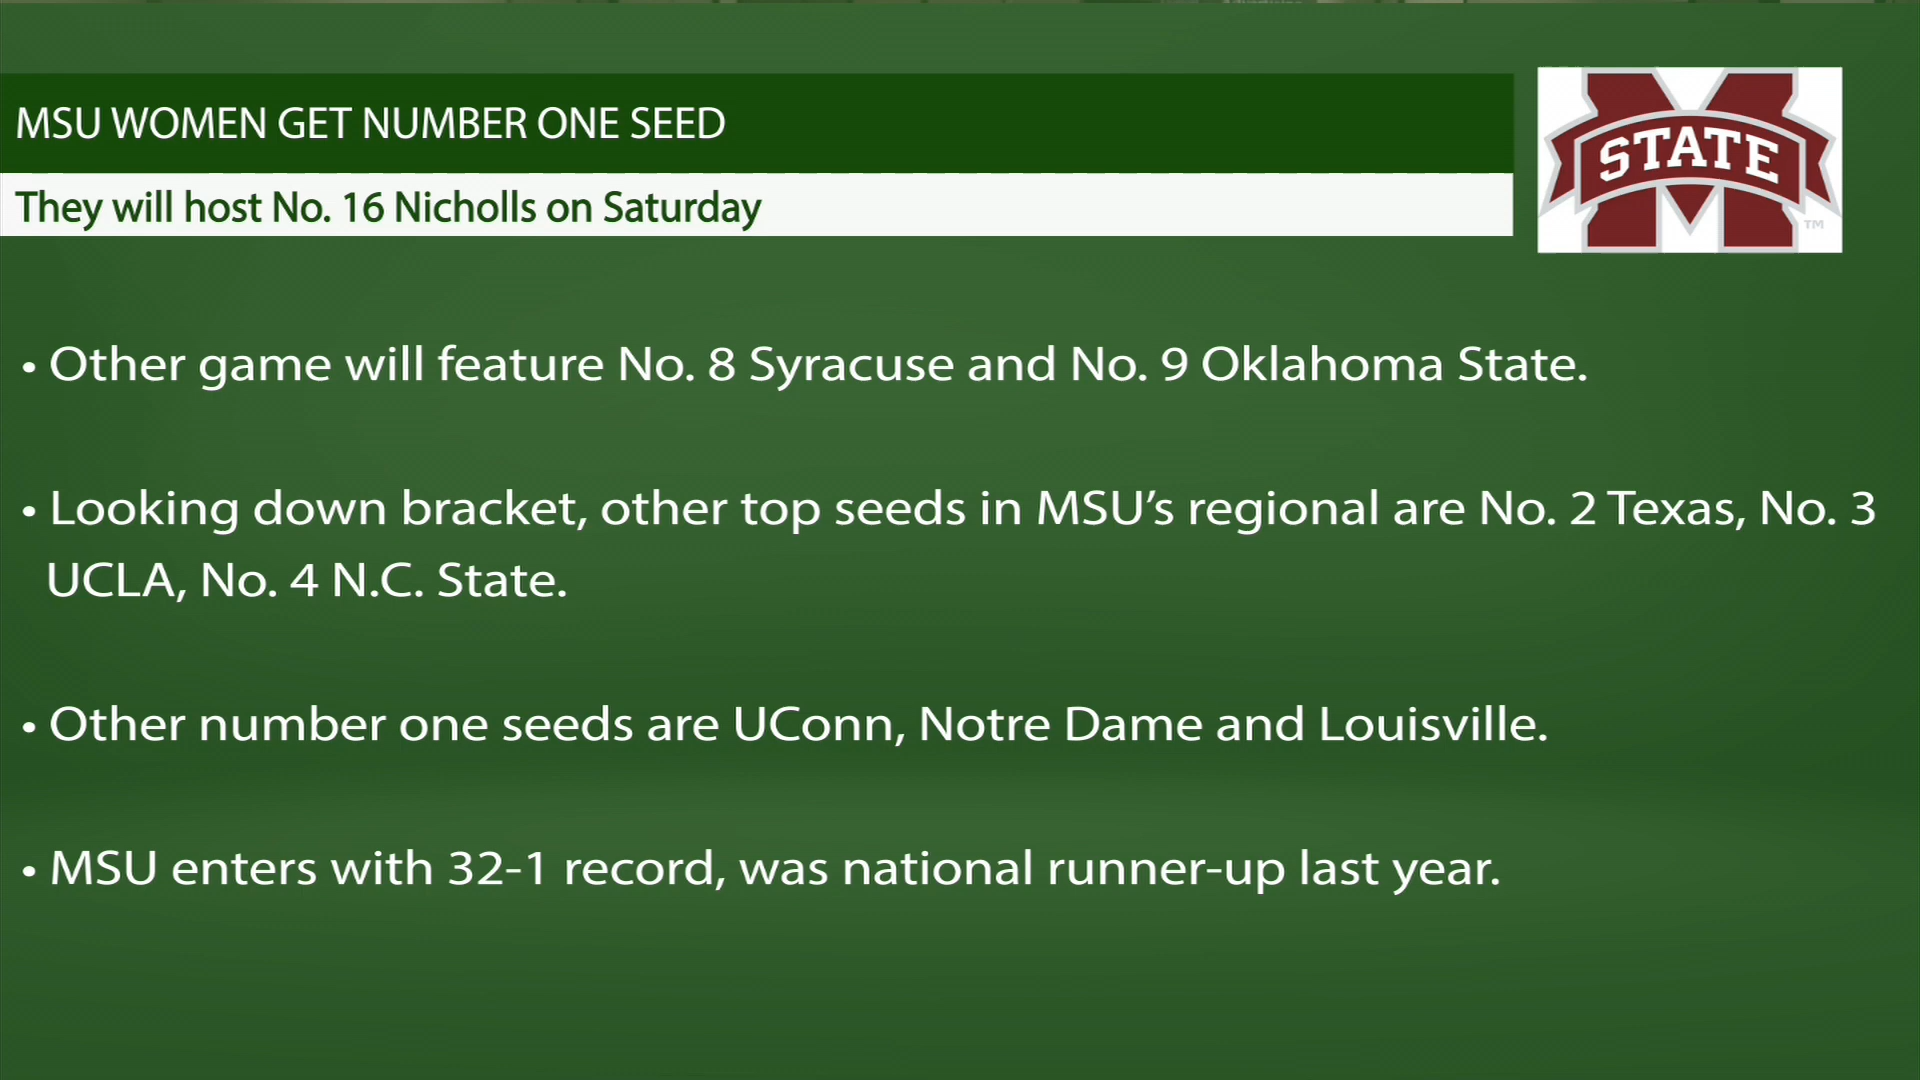 MSU WOMEN GET NUMBER ONE SEED
They will host No. 16 Nicholls on Saturday
STATE
TM
• Other game will feature No. 8 Syracuse and No. 9 Oklahoma State.
• Looking down bracket, other top seeds in MSU’s regional are No. 2 Texas, No. 3
UCLA, No. 4 N.C. State.
• Other number one seeds are UConn, Notre Dame and Louisville.
• MSU enters with 32-1 record, was national runner-up last year.